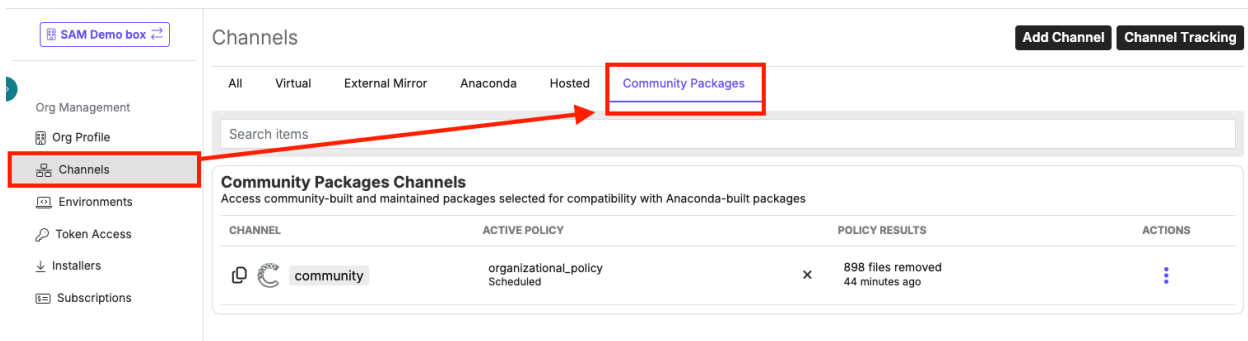 SAM Demo box
Channels
Add Channel
Channel Tracking
All
Virtual
External Mirror
Anaconda
Hosted
Community Packages
Org Management
Org Profile
Channels
Environments
Token Access
Installers
Subscriptions
Search items
Community Packages Channels
Access community-built and maintained packages selected for compatibility with Anaconda-built packages
CHANNEL
ACTIVE POLICY
POLICY RESULTS
ACTIONS
community
organizational_policy
Scheduled
898 files removed
44 minutes ago